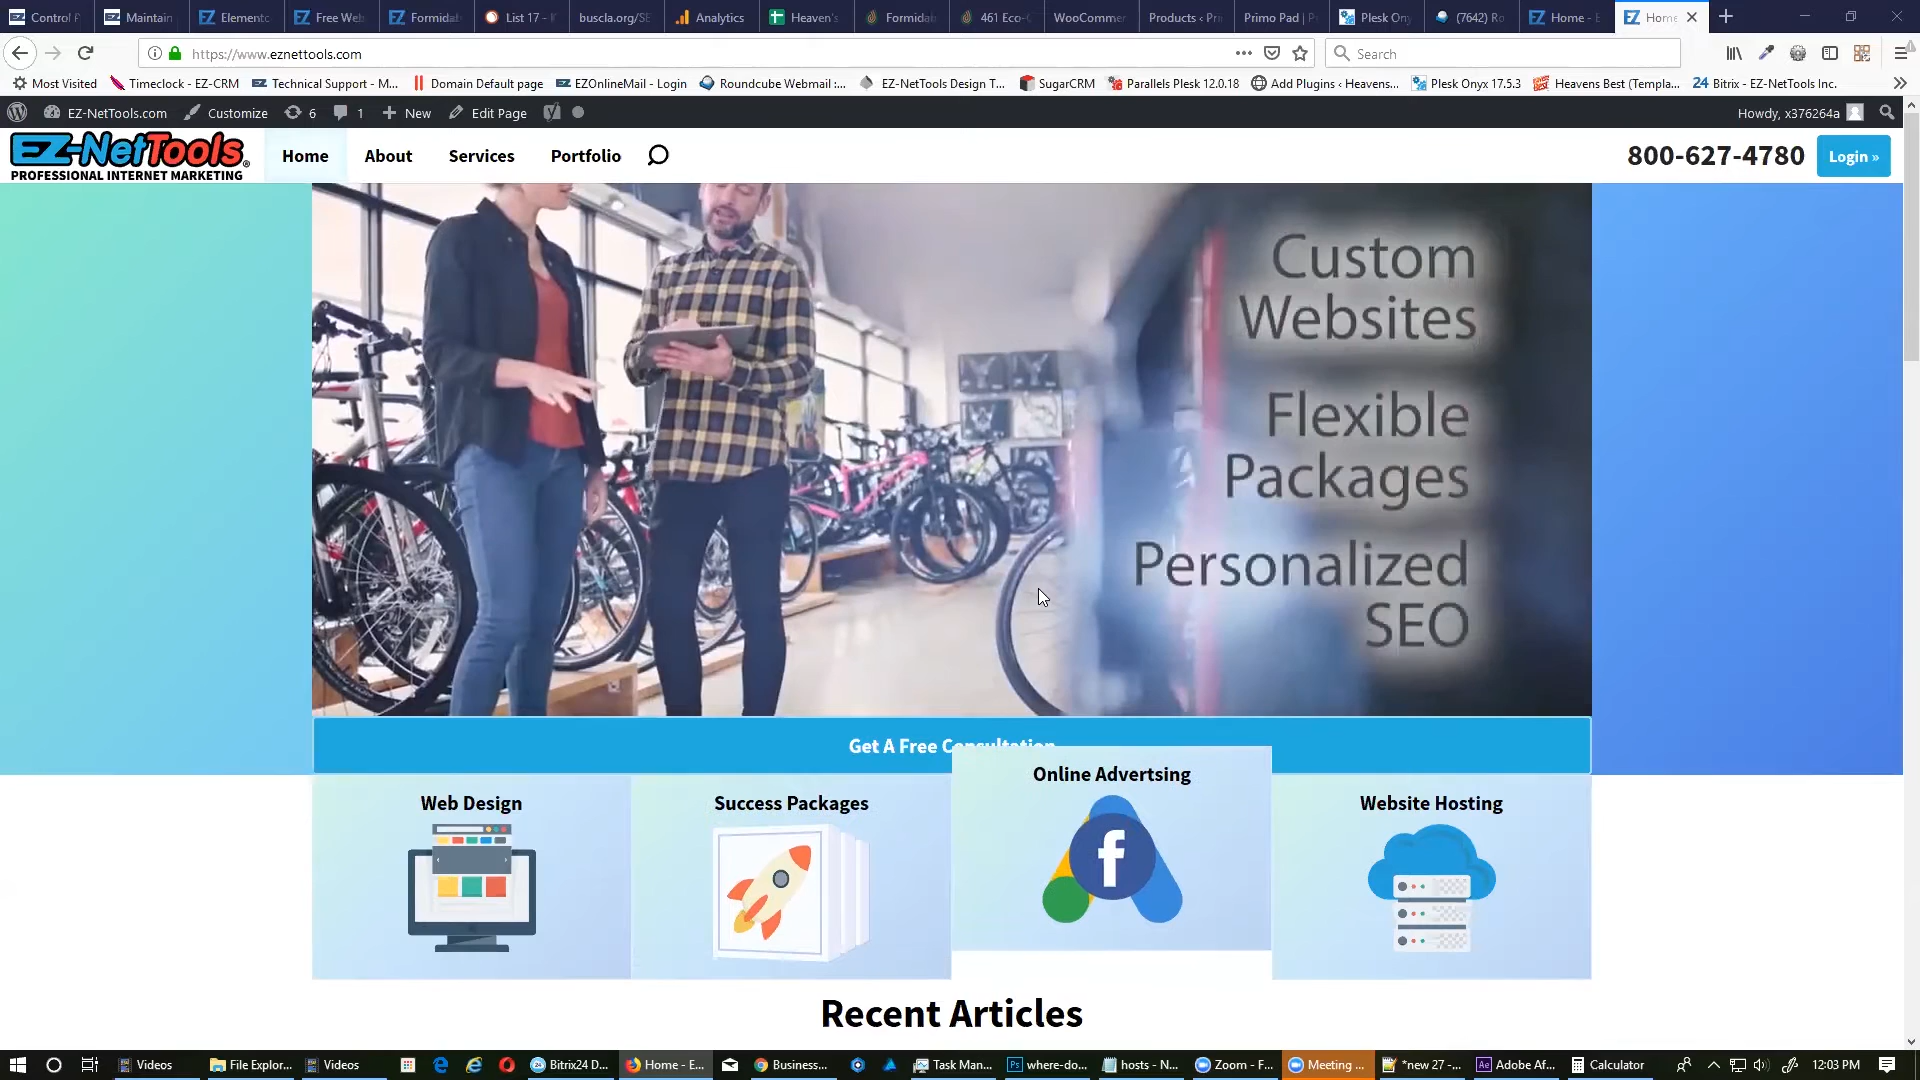 Control F
Maintain
Elemento
Free Web
Formidab
List 17 - I
buscla.org/SE
Analytics
Heaven's
Formidab
461 Eco-C
WooCommer
Products ‹ Pri
Primo Pad | P
Plesk Ony
(7642) Ro
Home - E
Home
https://www.eznettools.com
Search
Most Visited
Timeclock - EZ-CRM
Technical Support - M...
Domain Default page
EZOnlineMail - Login
Roundcube Webmail :...
EZ-NetTools Design T...
SugarCRM
Parallels Plesk 12.0.18
Add Plugins ‹ Heavens...
Plesk Onyx 17.5.3
Heavens Best (Templa...
24 Bitrix - EZ-NetTools Inc.
EZ-NetTools.com
Customize
6
1
New
Edit Page
Howdy, x376264a
EZ-NetTools®
PROFESSIONAL INTERNET MARKETING
Home
About
Services
Portfolio
800-627-4780
Login »
Custom
Websites
Flexible
Packages
Personalized
SEO
Get A Free Consultation
Web Design
Success Packages
Online Advertsing
Website Hosting
f
Recent Articles
Videos
File Explor...
Videos
Bitrix24 D...
Home - E...
Business...
Task Man...
where-do...
hosts - N...
Zoom - F...
Meeting ...
*new 27 -...
Adobe Af...
Calculator
12:03 PM